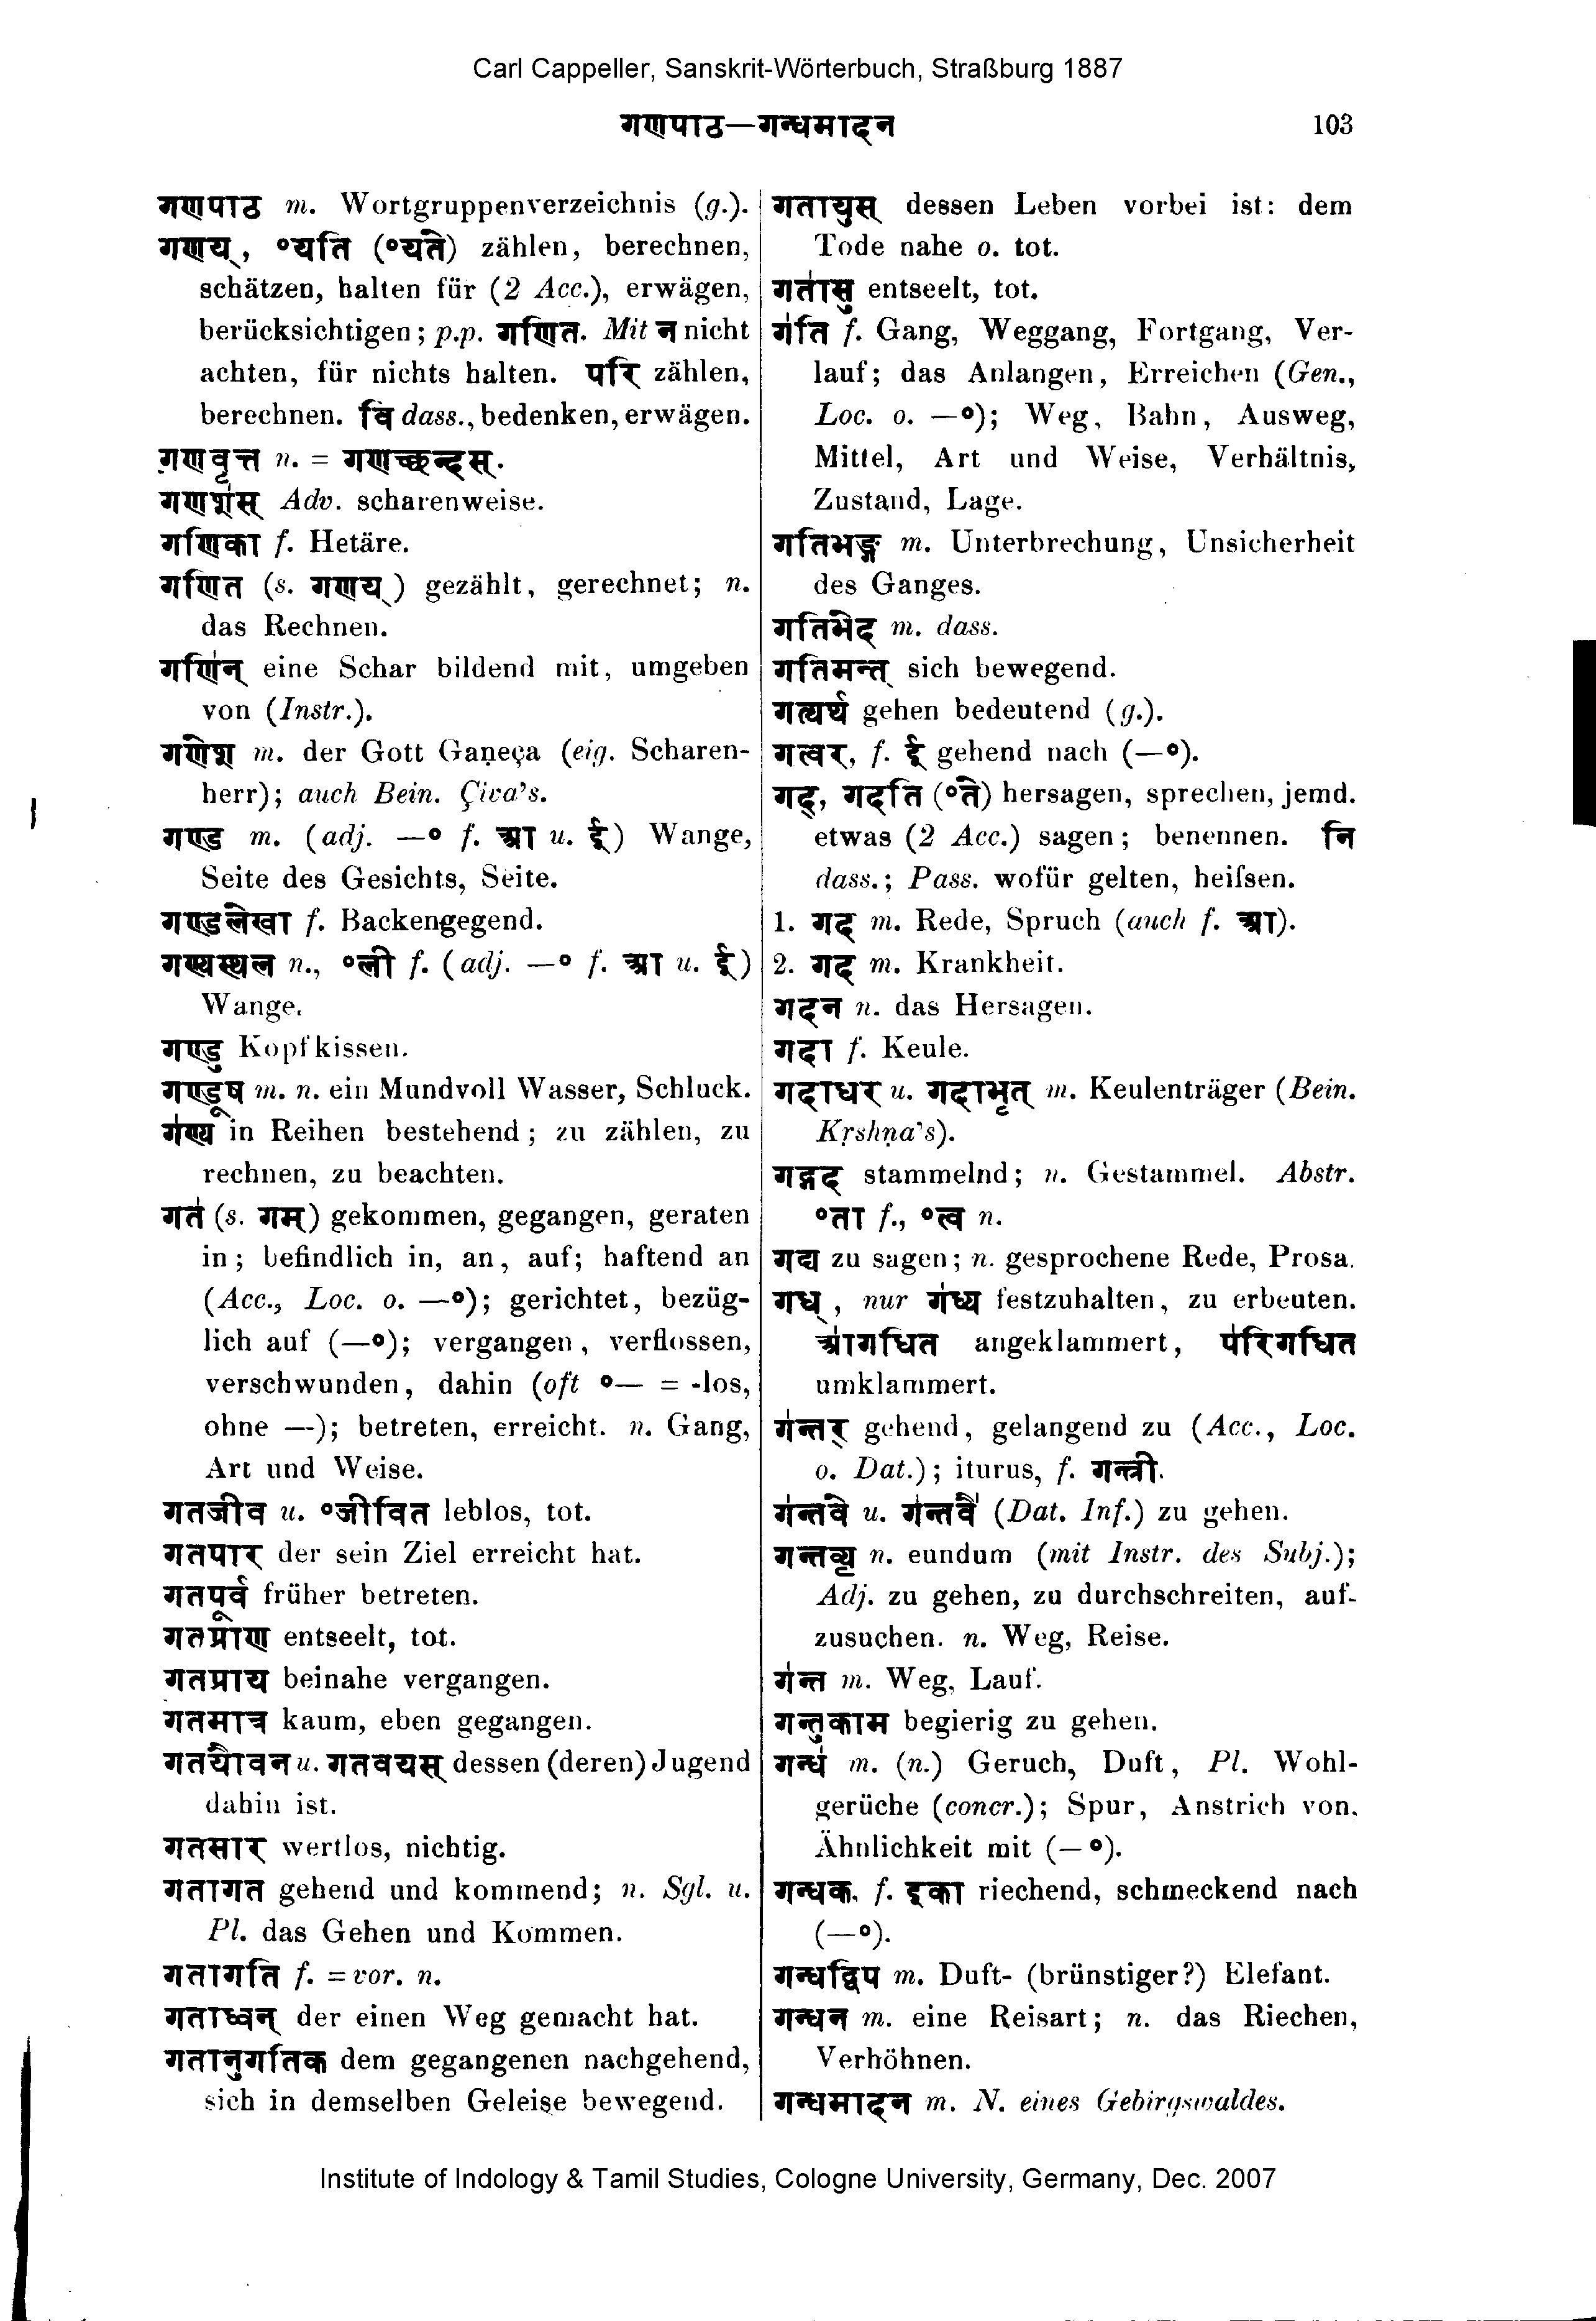 Carl Cappeller, Sanskrit-Wörterbuch, Straßburg 1887
गणपाठ—गन्धमादन 103
गणपाठ m. Wortgruppenverzeichnis (g.).
गणय्, °यति (°यते) zählen, berechnen,
schätzen, halten für (2 Acc.), erwägen,
berücksichtigen; p.p. गणित. Mit न nicht
achten, für nichts halten. परि zählen,
berechnen. वि dass., bedenken, erwägen.
गणवृत्त n. = गणच्छन्दस्.
गणशंस् Adv. scharenweise.
गणिका f. Hetäre.
गणित (s. गणय्) gezählt, gerechnet; n.
das Rechnen.
गणिन् eine Schar bildend mit, umgeben
von (Instr.).
गणेश m. der Gott Gaṇeça (eig. Scharen-
herr); auch Bein. Çiva's.
गण्ड m. (adj. —° f. आ u. ई) Wange,
Seite des Gesichts, Seite.
गण्डलेखा f. Backengegend.
गण्डस्थल n., °ली f. (adj. —° f. आ u. ई)
Wange.
गण्डु Kopfkissen.
गण्डूष m. n. ein Mundvoll Wasser, Schluck.
गण्य in Reihen bestehend; zu zählen, zu
rechnen, zu beachten.
गत (s. गम्) gekommen, gegangen, geraten
in; befindlich in, an, auf; haftend an
(Acc., Loc. o. —°); gerichtet, bezüg-
lich auf (—°); vergangen, verflossen,
verschwunden, dahin (oft °— = -los,
ohne —); betreten, erreicht. n. Gang,
Art und Weise.
गतजीव u. °जीवित leblos, tot.
गतपार der sein Ziel erreicht hat.
गतपूर्व früher betreten.
गतप्राण entseelt, tot.
गतप्राय beinahe vergangen.
गतमात्र kaum, eben gegangen.
गतयौवन u. गतवयस् dessen (deren) Jugend
dahin ist.
गतसार wertlos, nichtig.
गतागत gehend und kommend; n. Sgl. u.
Pl. das Gehen und Kommen.
गतागति f. = vor. n.
गताध्वन् der einen Weg gemacht hat.
गतानुगतिक dem gegangenen nachgehend,
sich in demselben Geleise bewegend.
गतायुस् dessen Leben vorbei ist: dem
Tode nahe o. tot.
गतासु entseelt, tot.
गति f. Gang, Weggang, Fortgang, Ver-
lauf; das Anlangen, Erreichen (Gen.,
Loc. o. —°); Weg, Bahn, Ausweg,
Mittel, Art und Weise, Verhältnis,
Zustand, Lage.
गतिभङ्ग m. Unterbrechung, Unsicherheit
des Ganges.
गतिभेद m. dass.
गतिमन्त् sich bewegend.
गत्यर्थ gehen bedeutend (g.).
गत्वर, f. ई gehend nach (—°).
गद्, गदति (°ते) hersagen, sprechen, jemd.
etwas (2 Acc.) sagen; benennen. नि
dass.; Pass. wofür gelten, heifsen.
1. गद m. Rede, Spruch (auch f. आ).
2. गद m. Krankheit.
गदन n. das Hersagen.
गदा f. Keule.
गदाधर u. गदाभृत् m. Keulenträger (Bein.
Kṛshṇa's).
गद्गद stammelnd; n. Gestammel. Abstr.
°ता f., °त्व n.
गद्य zu sagen; n. gesprochene Rede, Prosa.
गध्, nur गध्य festzuhalten, zu erbeuten.
आगधित angeklammert, परिगधित
umklammert.
गन्तर् gehend, gelangend zu (Acc., Loc.
o. Dat.); iturus, f. गन्त्री.
गन्तवे u. गन्तवै (Dat. Inf.) zu gehen.
गन्तव्य n. eundum (mit Instr. des Subj.);
Adj. zu gehen, zu durchschreiten, auf-
zusuchen. n. Weg, Reise.
गन्त m. Weg, Lauf.
गन्तुकाम begierig zu gehen.
गन्ध m. (n.) Geruch, Duft, Pl. Wohl-
gerüche (concr.); Spur, Anstrich von.
Ähnlichkeit mit (—°).
गन्धक, f. इका riechend, schmeckend nach
(—°).
गन्धद्विप m. Duft- (brünstiger?) Elefant.
गन्धन m. eine Reisart; n. das Riechen,
Verhöhnen.
गन्धमादन m. N. eines Gebirgswaldes.
Institute of Indology & Tamil Studies, Cologne University, Germany, Dec. 2007